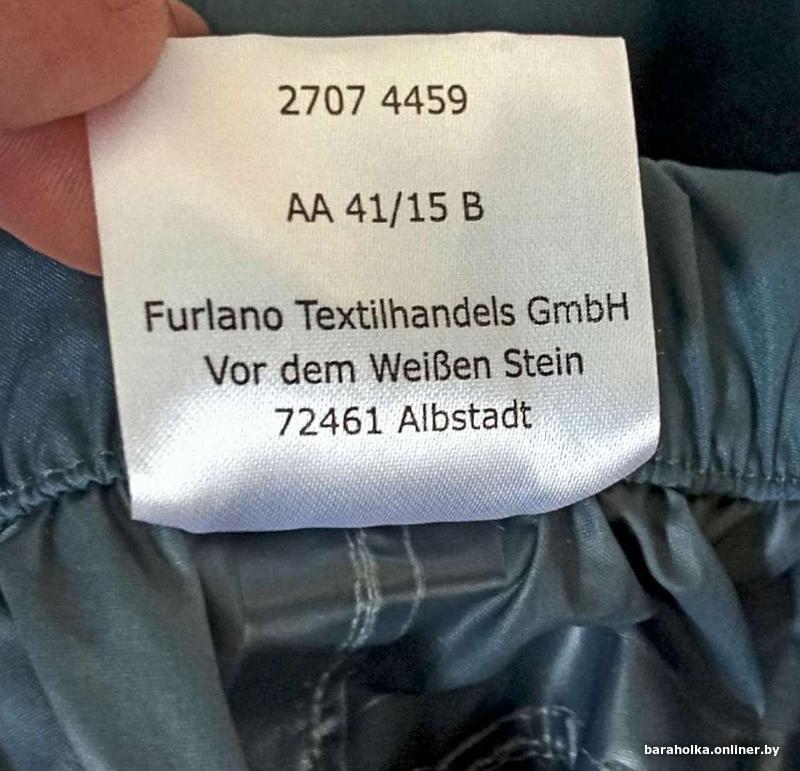 2707 4459
AA 41/15 B
Furlano Textilhandels GmbH
Vor dem Weißen Stein
72461 Albstadt
baraholka.onliner.by